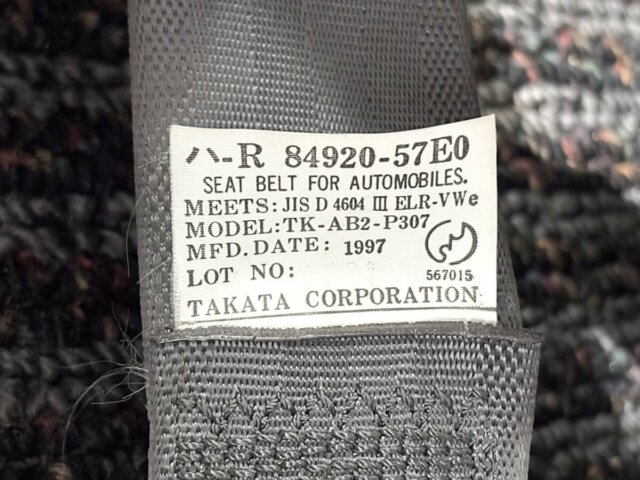 ハ-R 84920-57E0
SEAT BELT FOR AUTOMOBILES.
MEETS: JIS D 4604 III ELR-VWe
MODEL: TK-AB2-P307
MFD. DATE: 1997
LOT NO:
567015
TAKATA CORPORATION